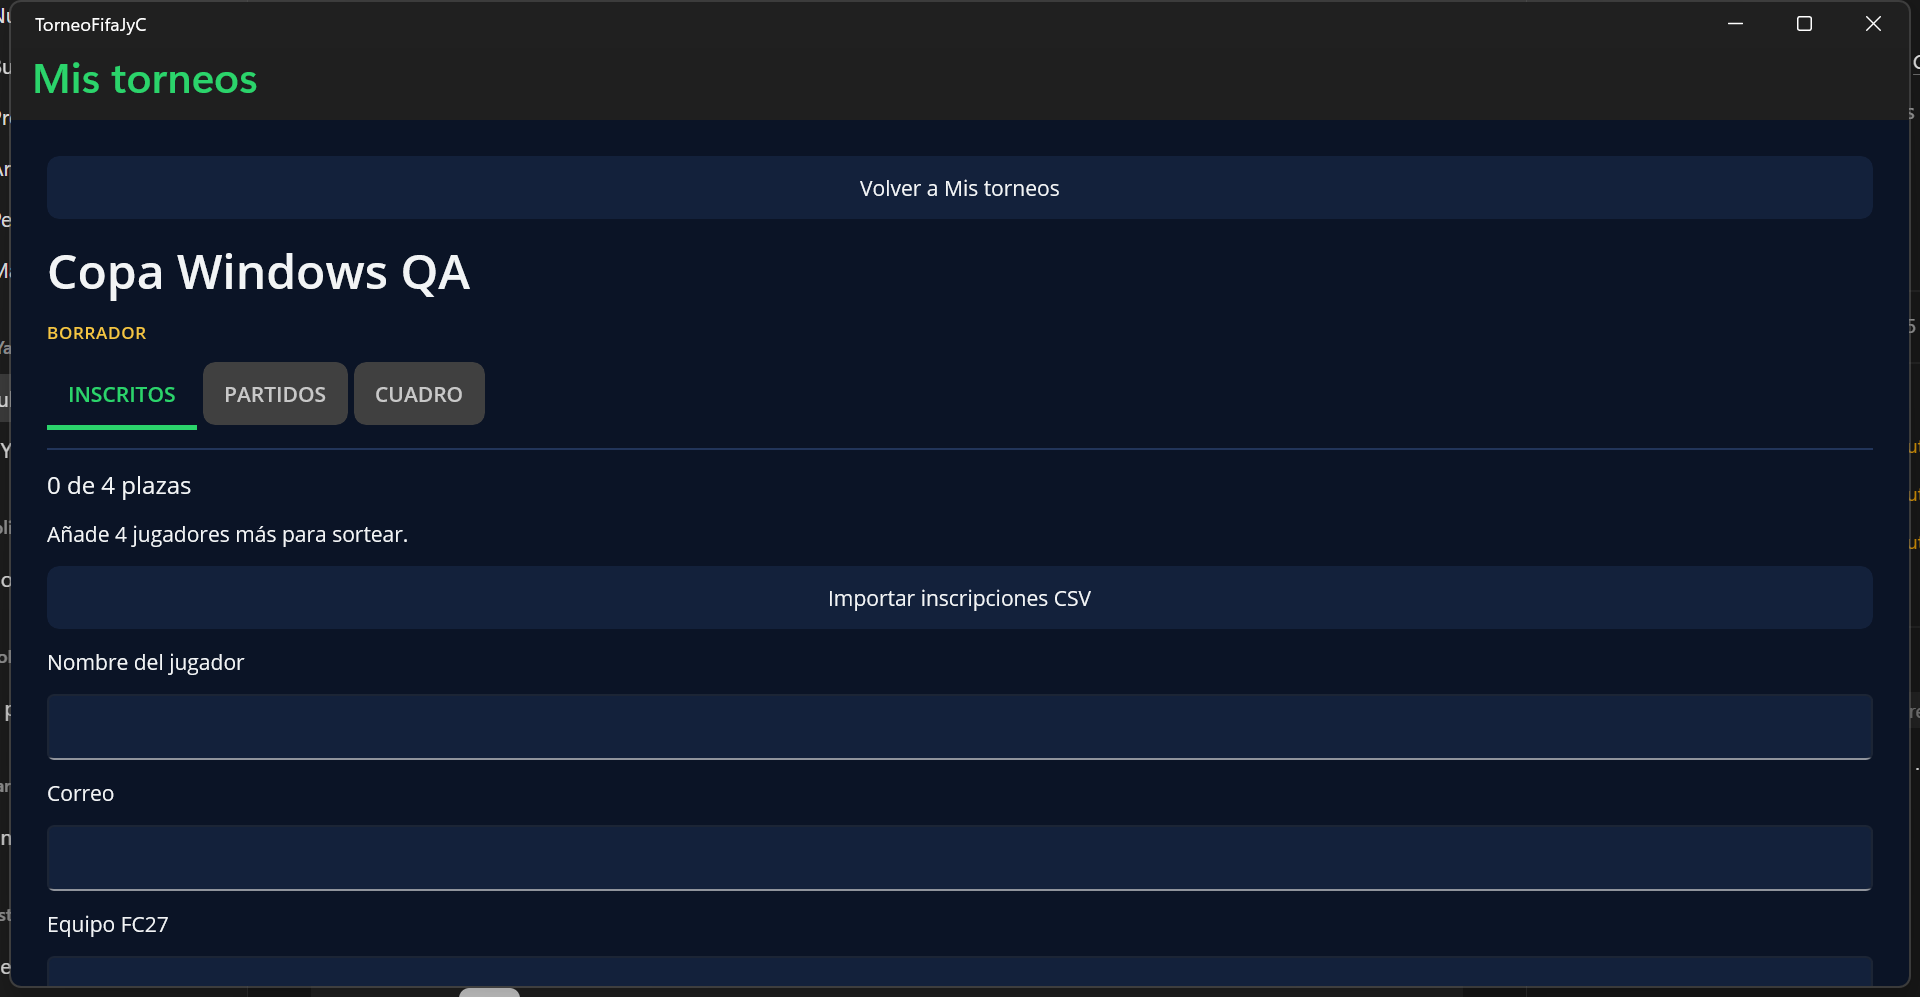 TorneoFifaJyC
Mis torneos
Volver a Mis torneos
Copa Windows QA
BORRADOR
INSCRITOS PARTIDOS CUADRO
0 de 4 plazas
Añade 4 jugadores más para sortear.
Importar inscripciones CSV
Nombre del jugador
Correo
Equipo FC27